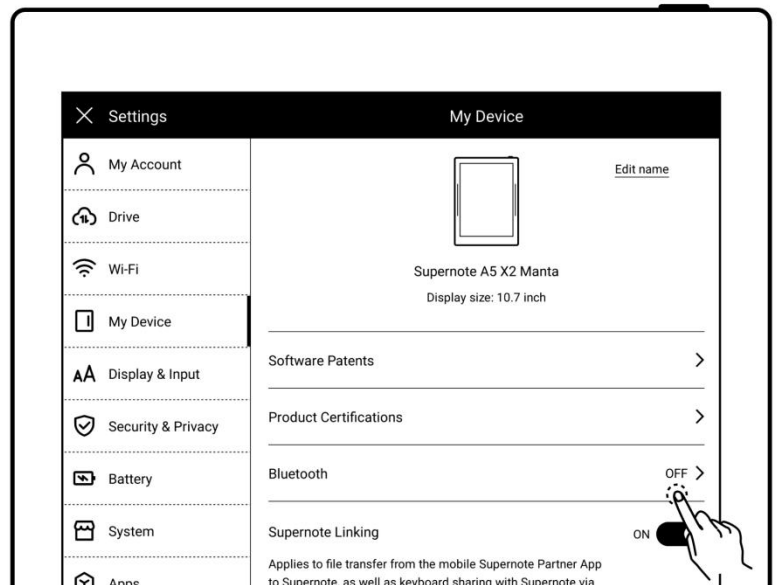 Settings
My Device
My Account
Drive
Wi-Fi
My Device
Display & Input
Security & Privacy
Battery
System
Apps
Edit name
Supernote A5 X2 Manta
Display size: 10.7 inch
Software Patents
Product Certifications
Bluetooth OFF
Supernote Linking ON
Applies to file transfer from the mobile Supernote Partner App
to Supernote, as well as keyboard sharing with Supernote via